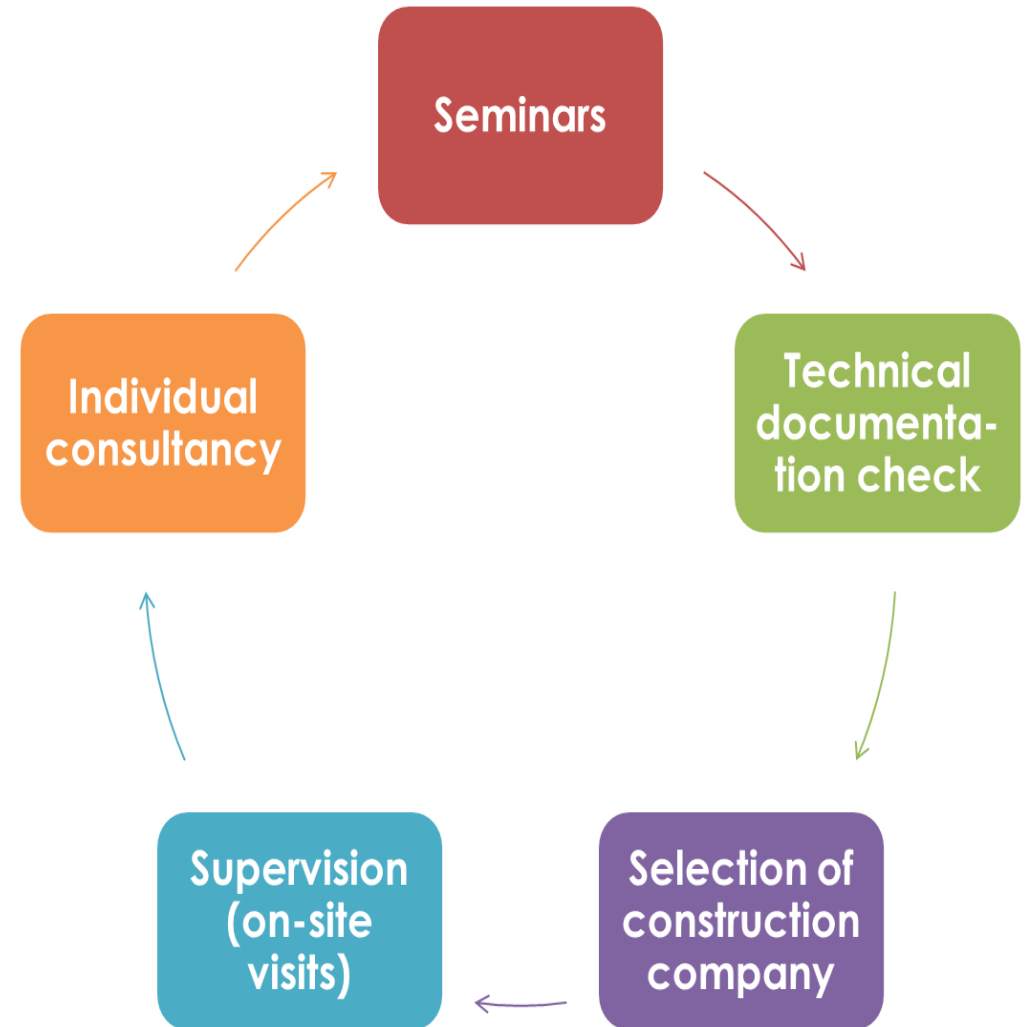 Seminars
Technical
documenta-
tion check
Selection of
construction
company
Supervision
(on-site
visits)
Individual
consultancy